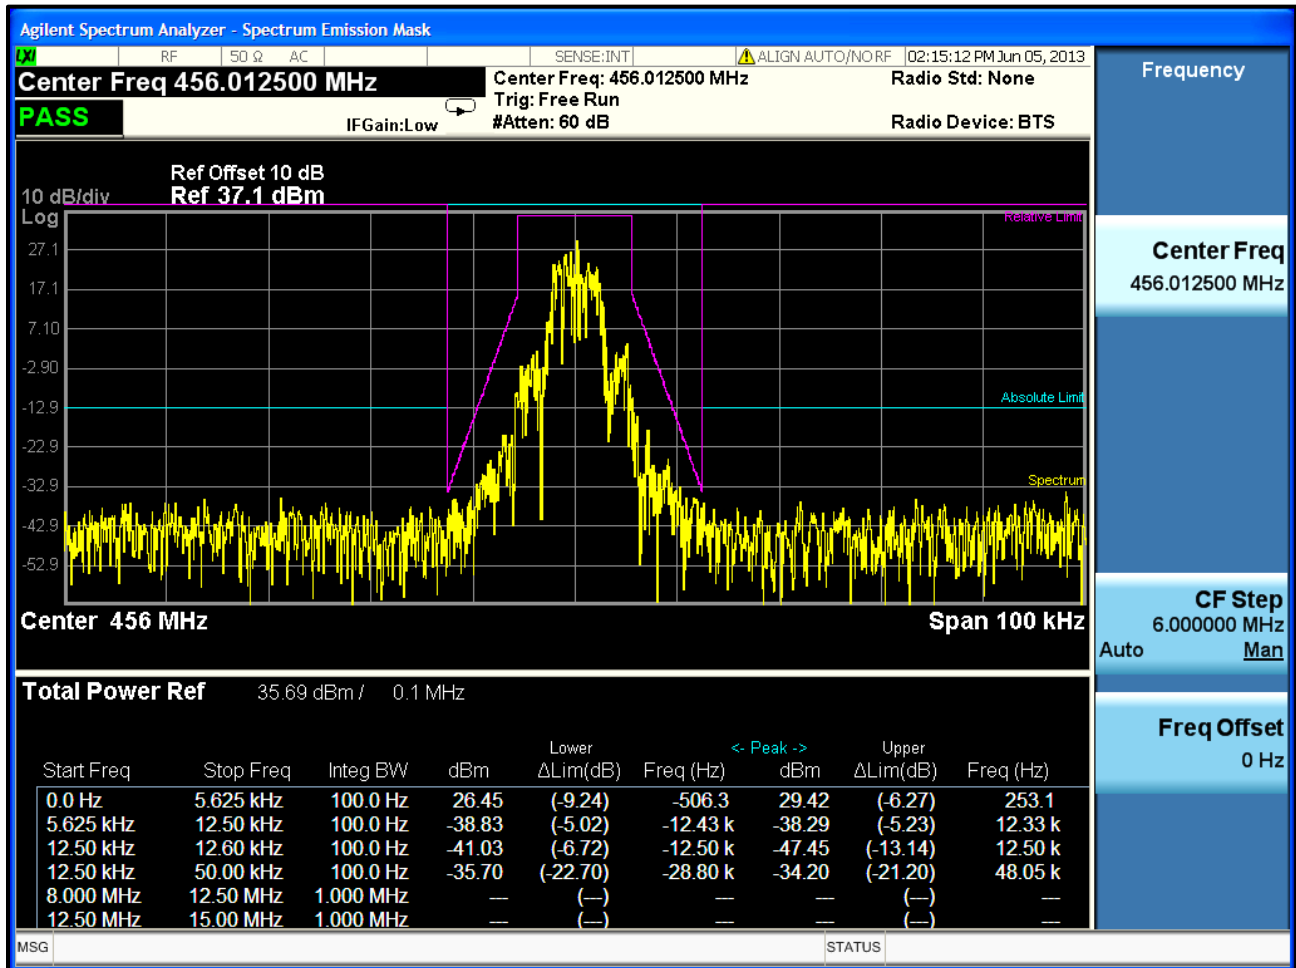 Agilent Spectrum Analyzer - Spectrum Emission Mask
LXI RF 50 Ω AC SENSE:INT ALIGN AUTO/NO RF 02:15:12 PM Jun 05, 2013
Center Freq 456.012500 MHz
Center Freq: 456.012500 MHz
Radio Std: None
Trig: Free Run
PASS
IFGain:Low
#Atten: 60 dB
Radio Device: BTS
Ref Offset 10 dB
10 dB/div Ref 37.1 dBm
Log
Relative Limit
27.1
17.1
7.10
-2.90
-12.9
Absolute Limit
-22.9
-32.9
Spectrum
-42.9
-52.9
Center 456 MHz
Span 100 kHz
Total Power Ref 35.69 dBm / 0.1 MHz
Lower <- Peak -> Upper
Start Freq Stop Freq Integ BW dBm ΔLim(dB) Freq (Hz) dBm ΔLim(dB) Freq (Hz)
0.0 Hz 5.625 kHz 100.0 Hz 26.45 (-9.24) -506.3 29.42 (-6.27) 253.1
5.625 kHz 12.50 kHz 100.0 Hz -38.83 (-5.02) -12.43 k -38.29 (-5.23) 12.33 k
12.50 kHz 12.60 kHz 100.0 Hz -41.03 (-6.72) -12.50 k -47.45 (-13.14) 12.50 k
12.50 kHz 50.00 kHz 100.0 Hz -35.70 (-22.70) -28.80 k -34.20 (-21.20) 48.05 k
8.000 MHz 12.50 MHz 1.000 MHz --- (---) --- --- (---) ---
12.50 MHz 15.00 MHz 1.000 MHz --- (---) --- --- (---) ---
MSG
STATUS
Frequency
Center Freq
456.012500 MHz
CF Step
6.000000 MHz
Auto Man
Freq Offset
0 Hz